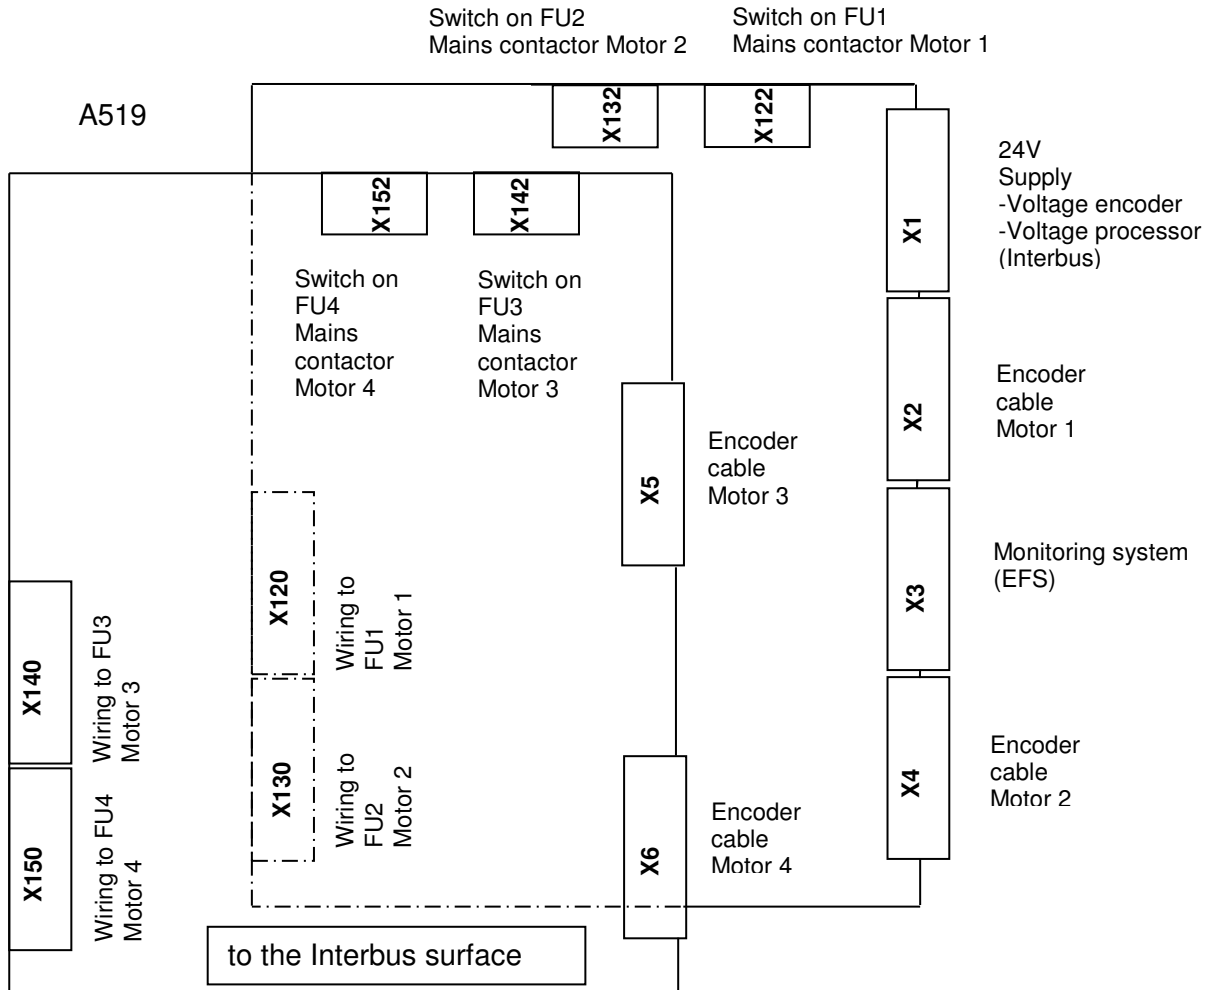 Switch on FU2
Mains contactor Motor 2
Switch on FU1
Mains contactor Motor 1
A519
X132
X122
24V
Supply
-Voltage encoder
-Voltage processor
(Interbus)
X1
X152
X142
Switch on
FU4
Mains
contactor
Motor 4
Switch on
FU3
Mains
contactor
Motor 3
X2
Encoder
cable
Motor 1
X5
Encoder
cable
Motor 3
X3
Monitoring system
(EFS)
X120
Wiring to
FU1
Motor 1
X140
Wiring to FU3
Motor 3
X130
Wiring to
FU2
Motor 2
X4
Encoder
cable
Motor 2
X150
Wiring to FU4
Motor 4
X6
Encoder
cable
Motor 4
to the Interbus surface